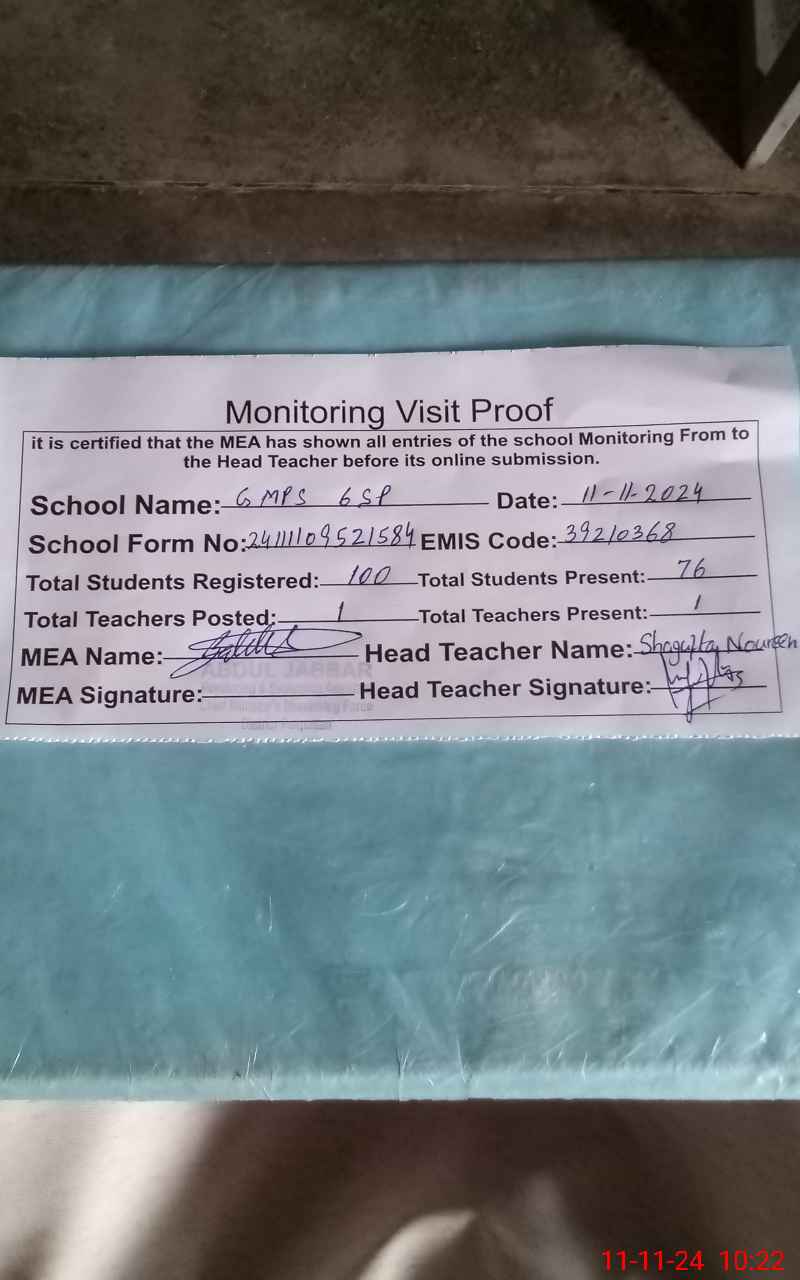 Monitoring Visit Proof
it is certified that the MEA has shown all entries of the school Monitoring From to
the Head Teacher before its online submission.
School Name: GMPS 6SP Date: 11-11-2024
School Form No: 24111109521584 EMIS Code: 39210368
Total Students Registered: 100 Total Students Present: 76
Total Teachers Posted: 1 Total Teachers Present: 1
MEA Name: Head Teacher Name: Shagufta Noureen
ABDUL JABBAR
MEA Signature: Head Teacher Signature:
11-11-24 10:22